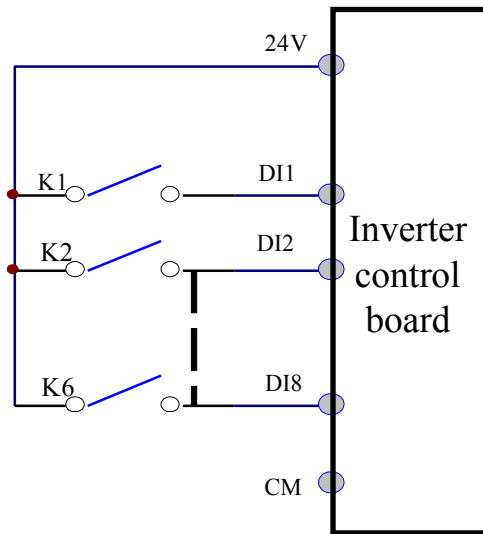 24V
K1
DI1
K2
DI2
Inverter
control
board
K6
DI8
CM